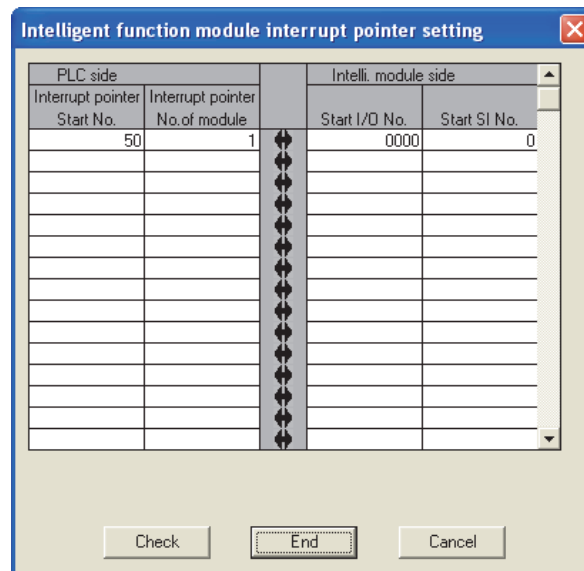 Intelligent function module interrupt pointer setting
PLC side Intelli. module side
Interrupt pointer Interrupt pointer
Start No. No.of module Start I/O No. Start SI No.
50 1 0000 0
Check End Cancel